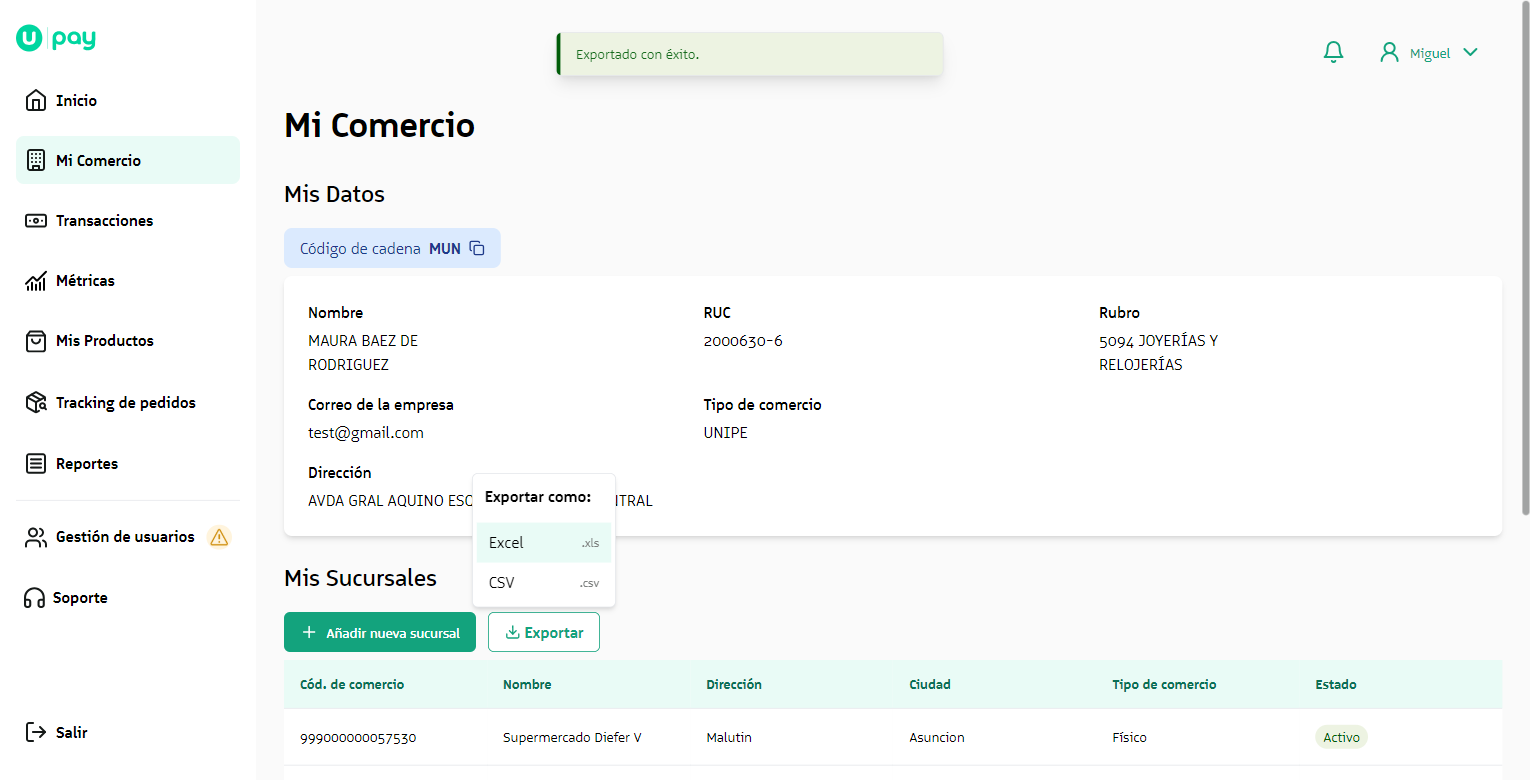 U pay
Exportado con éxito.
Miguel
Inicio
Mi Comercio
Transacciones
Métricas
Mis Productos
Tracking de pedidos
Reportes
Gestión de usuarios
Soporte
Salir
Mi Comercio
Mis Datos
Código de cadena MUN
Nombre
MAURA BAEZ DE
RODRIGUEZ
RUC
2000630-6
Rubro
5094 JOYERÍAS Y
RELOJERÍAS
Correo de la empresa
test@gmail.com
Tipo de comercio
UNIPE
Dirección
AVDA GRAL AQUINO
Exportar como:
Excel .xls
CSV .csv
Mis Sucursales
Añadir nueva sucursal
Exportar
Cód. de comercio Nombre Dirección Ciudad Tipo de comercio Estado
999000000057530 Supermercado Diefer V Malutin Asuncion Físico Activo